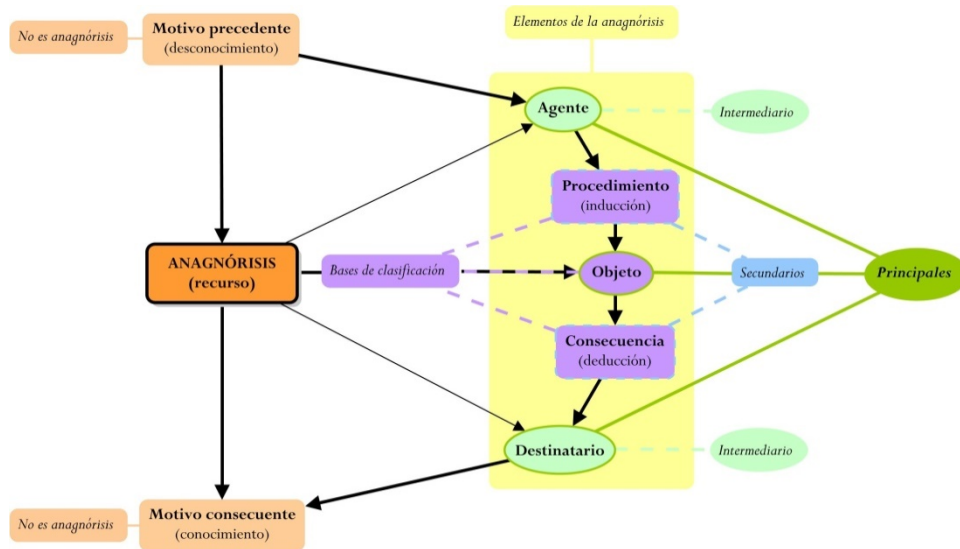 Elementos de la anagnórisis
No es anagnórisis
Motivo precedente
(desconocimiento)
Agente
Intermediario
Procedimiento
(inducción)
ANAGNÓRISIS
(recurso)
Bases de clasificación
Objeto
Secundarios
Principales
Consecuencia
(deducción)
Destinatario
Intermediario
No es anagnórisis
Motivo consecuente
(conocimiento)